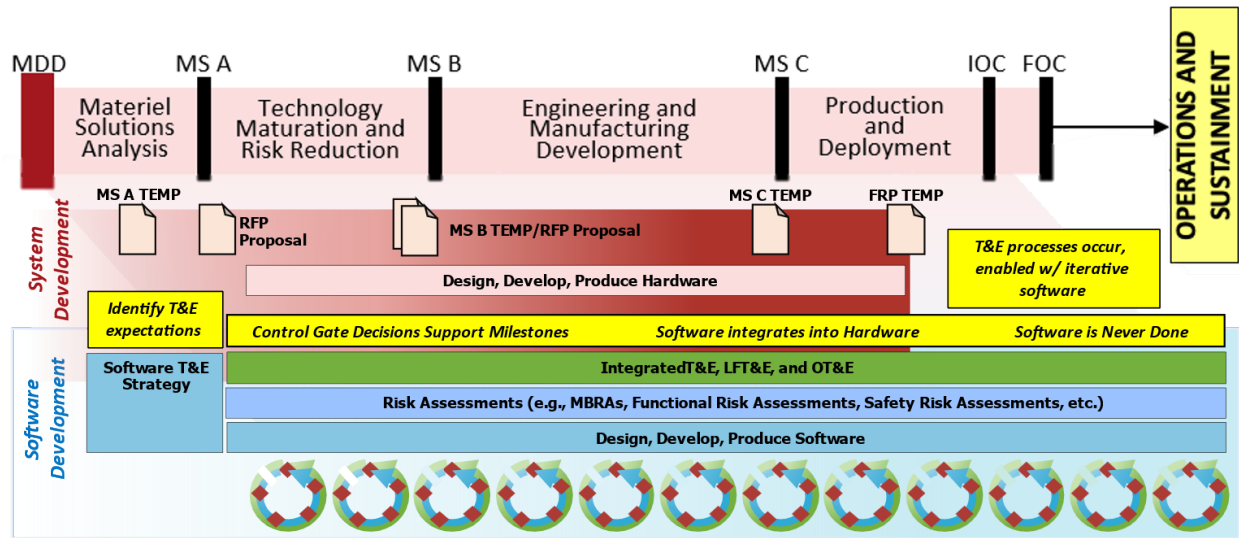 MDD
MS A
MS B
MS C
IOC
FOC
Materiel
Solutions
Analysis
Technology
Maturation and
Risk Reduction
Engineering and
Manufacturing
Development
Production
and
Deployment
OPERATIONS AND
SUSTAINMENT
System
Development
MS A TEMP
RFP
Proposal
MS B TEMP/RFP Proposal
MS C TEMP
FRP TEMP
Design, Develop, Produce Hardware
T&E processes occur,
enabled w/ iterative
software
Identify T&E
expectations
Control Gate Decisions Support Milestones
Software integrates into Hardware
Software is Never Done
Software
Development
Software T&E
Strategy
IntegratedT&E, LFT&E, and OT&E
Risk Assessments (e.g., MBRAs, Functional Risk Assessments, Safety Risk Assessments, etc.)
Design, Develop, Produce Software